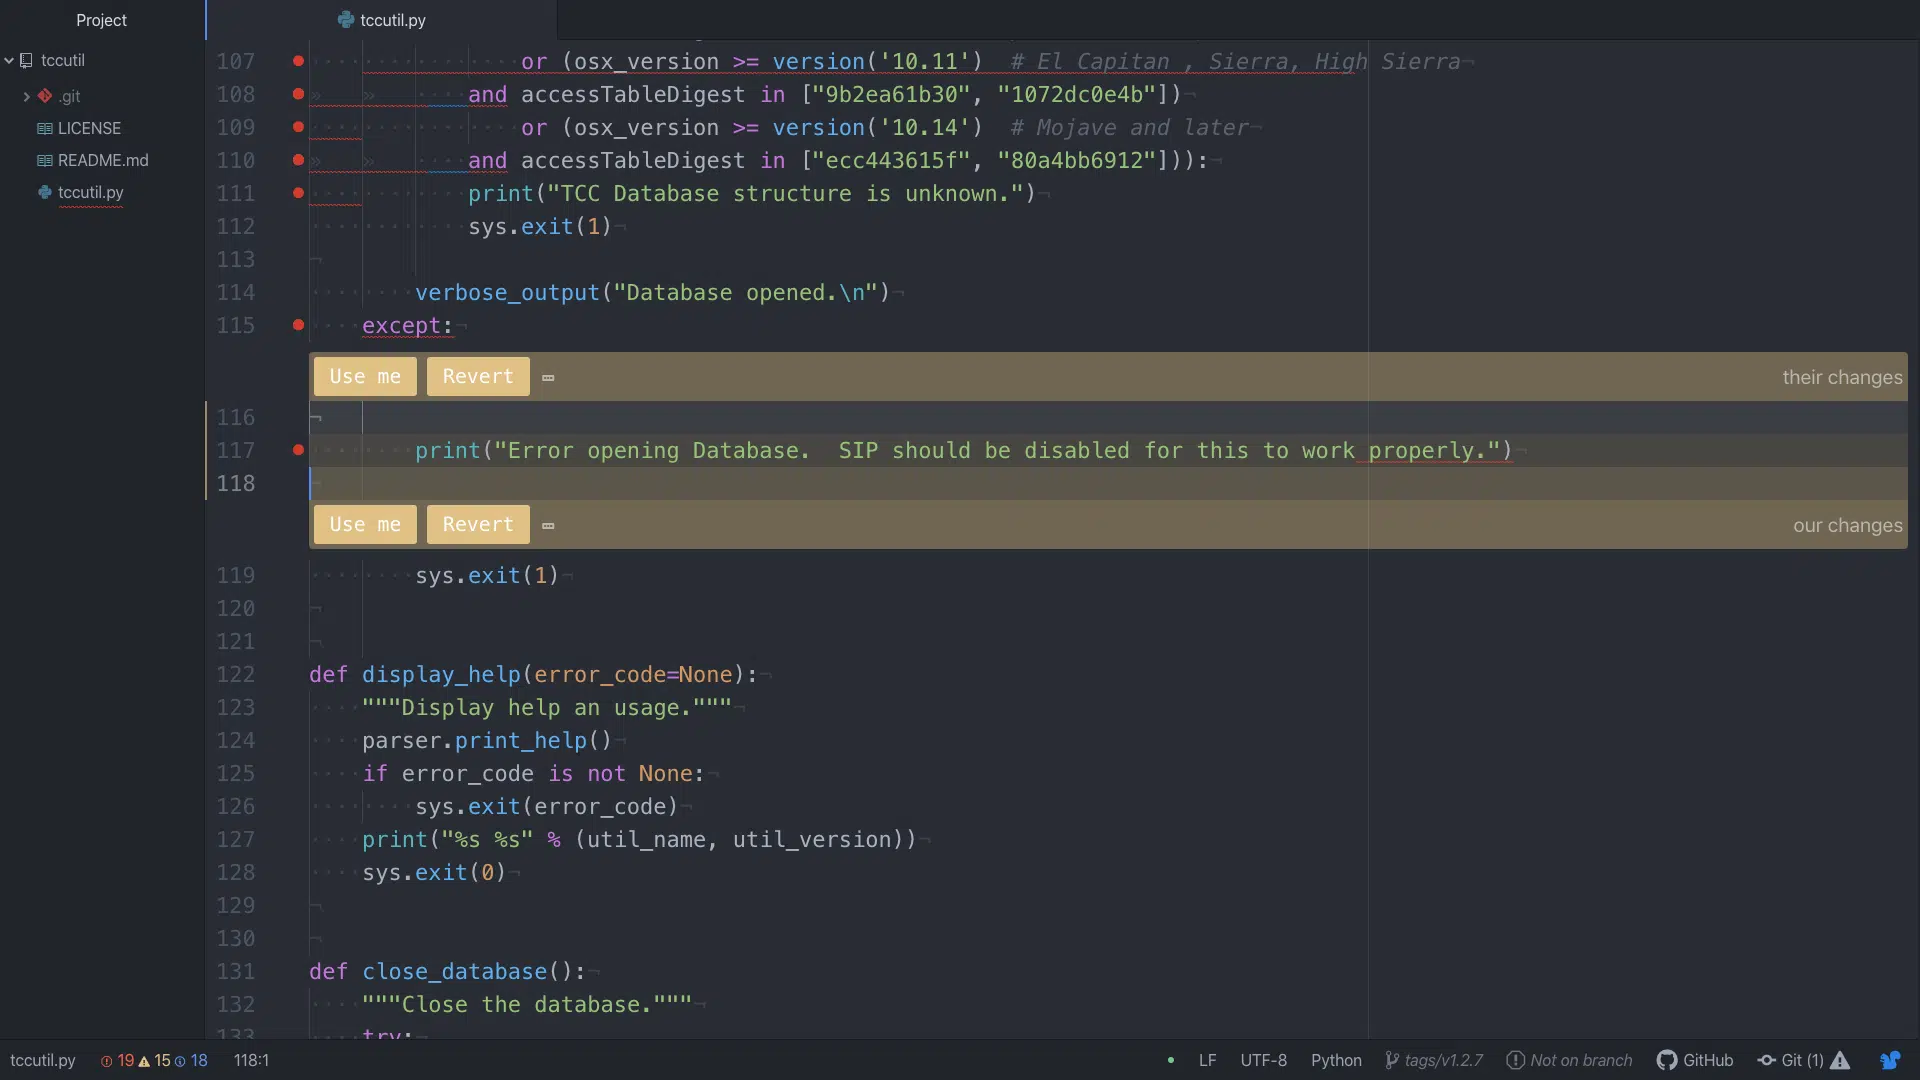 Project
tccutil.py
tccutil
.git
LICENSE
README.md
tccutil.py
107 or (osx_version >= version('10.11')  # El Capitan , Sierra, High Sierra
108 and accessTableDigest in ["9b2ea61b30", "1072dc0e4b"])
109 or (osx_version >= version('10.14')  # Mojave and later
110 and accessTableDigest in ["ecc443615f", "80a4bb6912"])):
111 print("TCC Database structure is unknown.")
112 sys.exit(1)
113
114 verbose_output("Database opened.\n")
115 except:
Use me Revert their changes
116
117 print("Error opening Database.  SIP should be disabled for this to work properly.")
118
Use me Revert our changes
119 sys.exit(1)
120
121
122 def display_help(error_code=None):
123 """Display help an usage."""
124 parser.print_help()
125 if error_code is not None:
126 sys.exit(error_code)
127 print("%s %s" % (util_name, util_version))
128 sys.exit(0)
129
130
131 def close_database():
132 """Close the database."""
133 try:
tccutil.py 19 15 18 118:1 LF UTF-8 Python tags/v1.2.7 Not on branch GitHub Git (1)